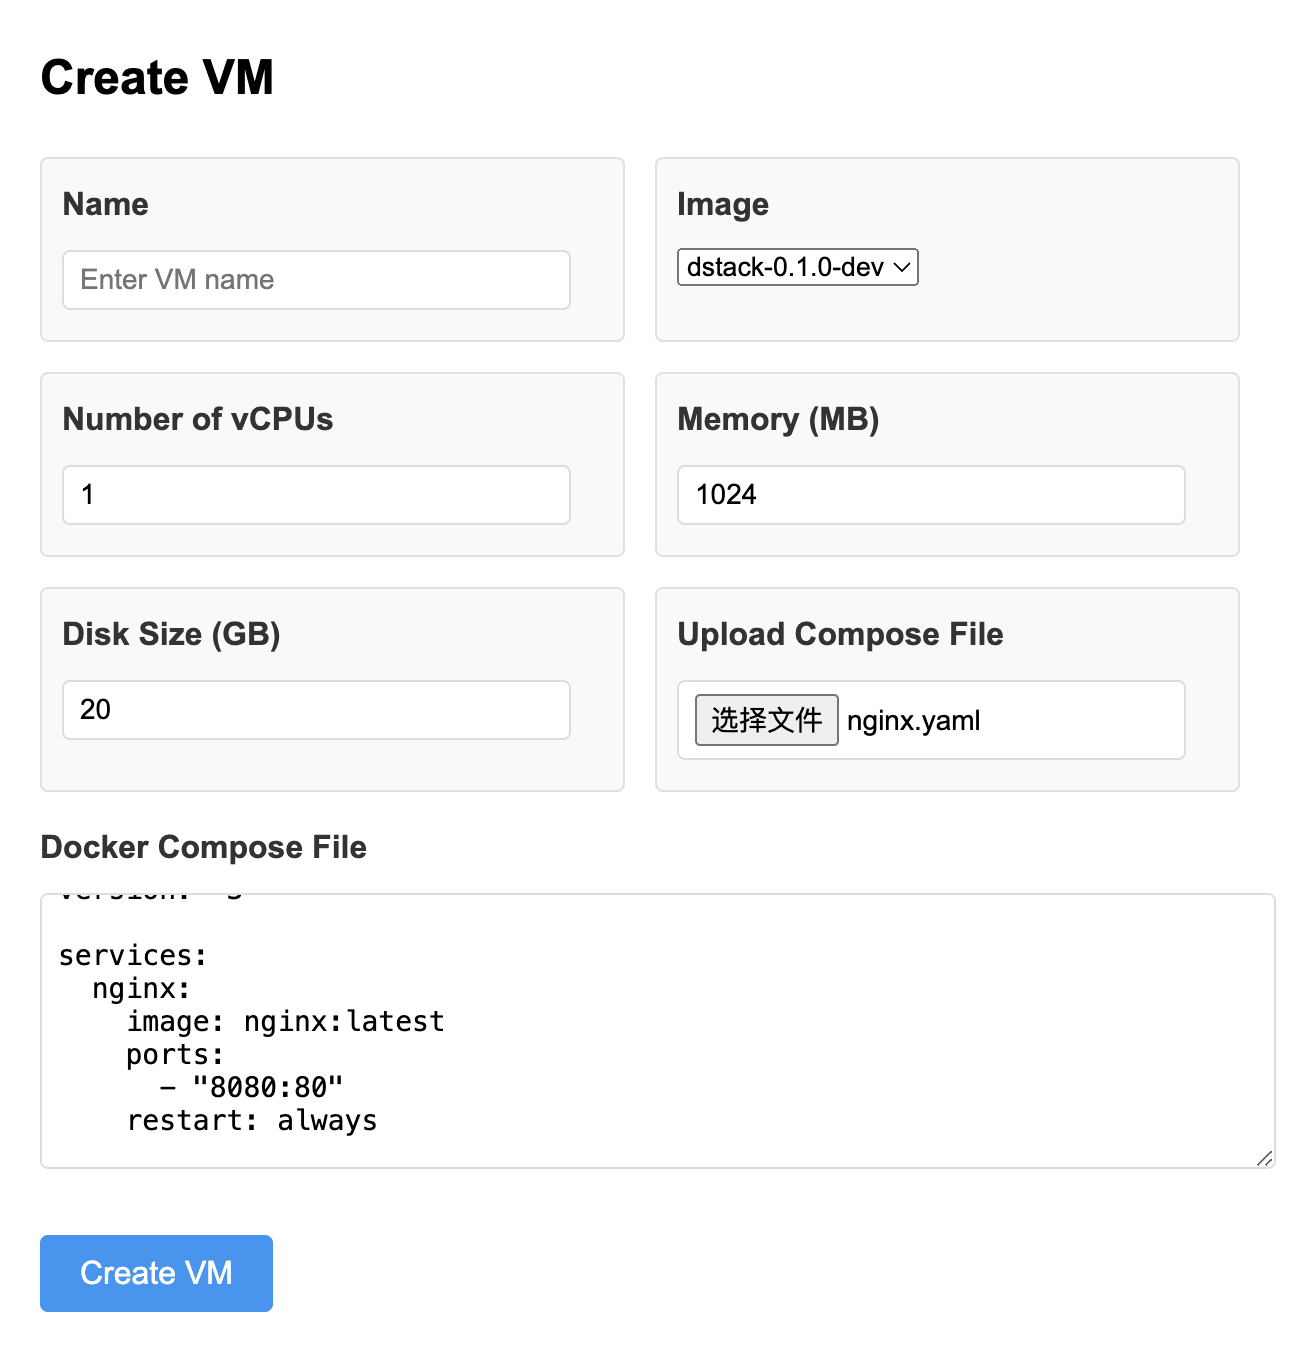 Create VM
Name
Image
Enter VM name
dstack-0.1.0-dev
Number of vCPUs
Memory (MB)
1
1024
Disk Size (GB)
Upload Compose File
20
选择文件 nginx.yaml
Docker Compose File
services:
  nginx:
    image: nginx:latest
    ports:
      - "8080:80"
    restart: always
Create VM